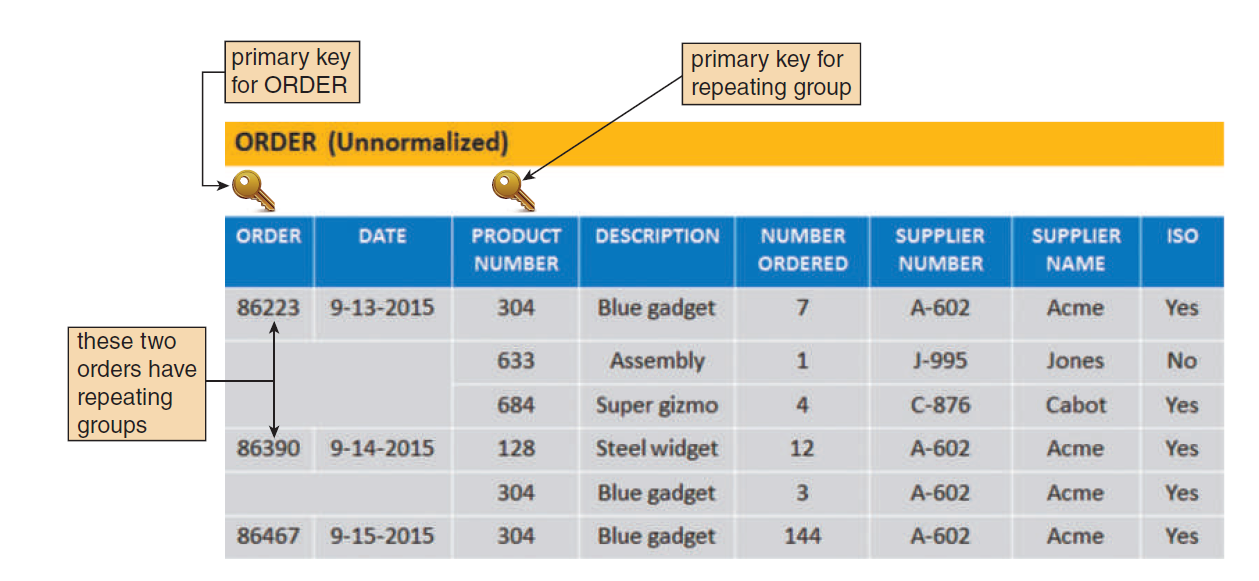 primary key
for ORDER
primary key for
repeating group
ORDER (Unnormalized)
ORDER DATE PRODUCT NUMBER DESCRIPTION NUMBER ORDERED SUPPLIER NUMBER SUPPLIER NAME ISO
86223 9-13-2015 304 Blue gadget 7 A-602 Acme Yes
these two
orders have
repeating
groups
633 Assembly 1 J-995 Jones No
684 Super gizmo 4 C-876 Cabot Yes
86390 9-14-2015 128 Steel widget 12 A-602 Acme Yes
304 Blue gadget 3 A-602 Acme Yes
86467 9-15-2015 304 Blue gadget 144 A-602 Acme Yes